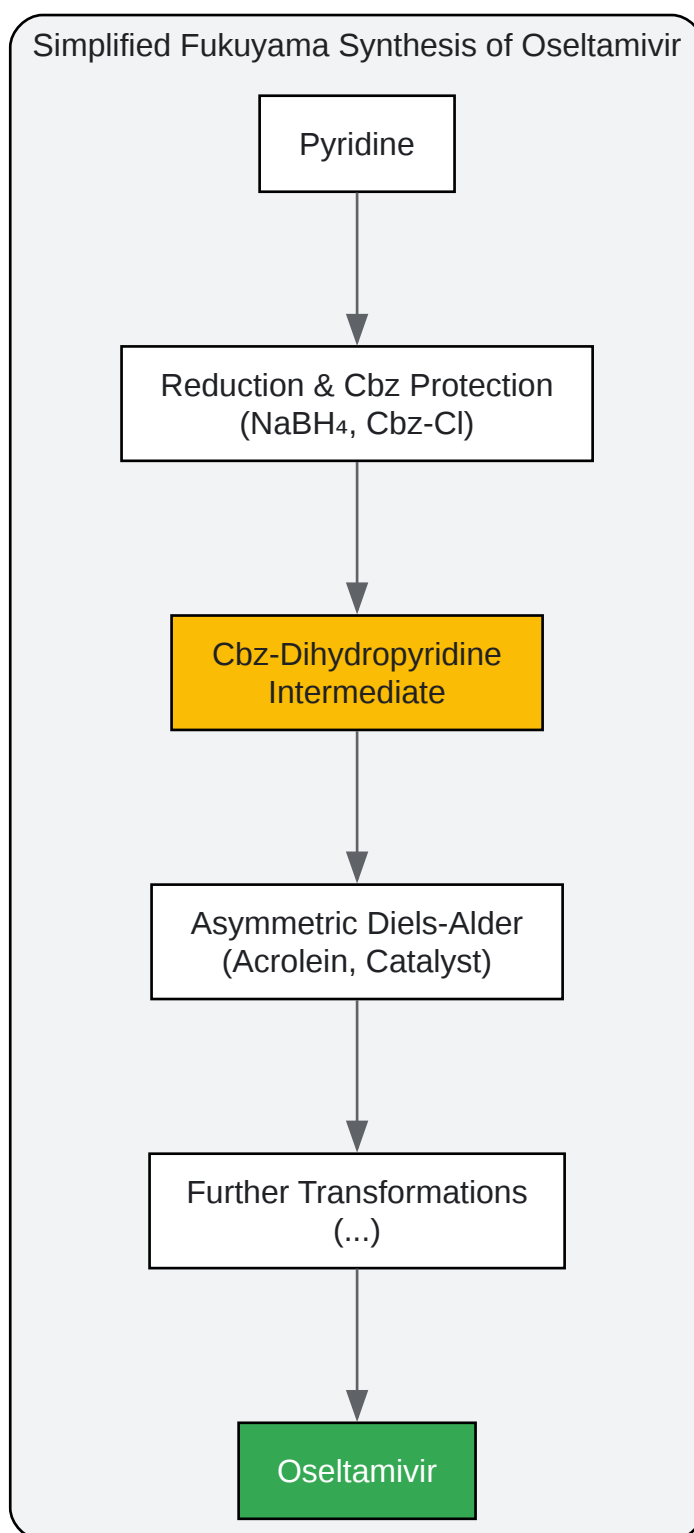 Simplified Fukuyama Synthesis of Oseltamivir
Pyridine
Reduction & Cbz Protection
(NaBH₄, Cbz-Cl)
Cbz-Dihydropyridine
Intermediate
Asymmetric Diels-Alder
(Acrolein, Catalyst)
Further Transformations
(...)
Oseltamivir